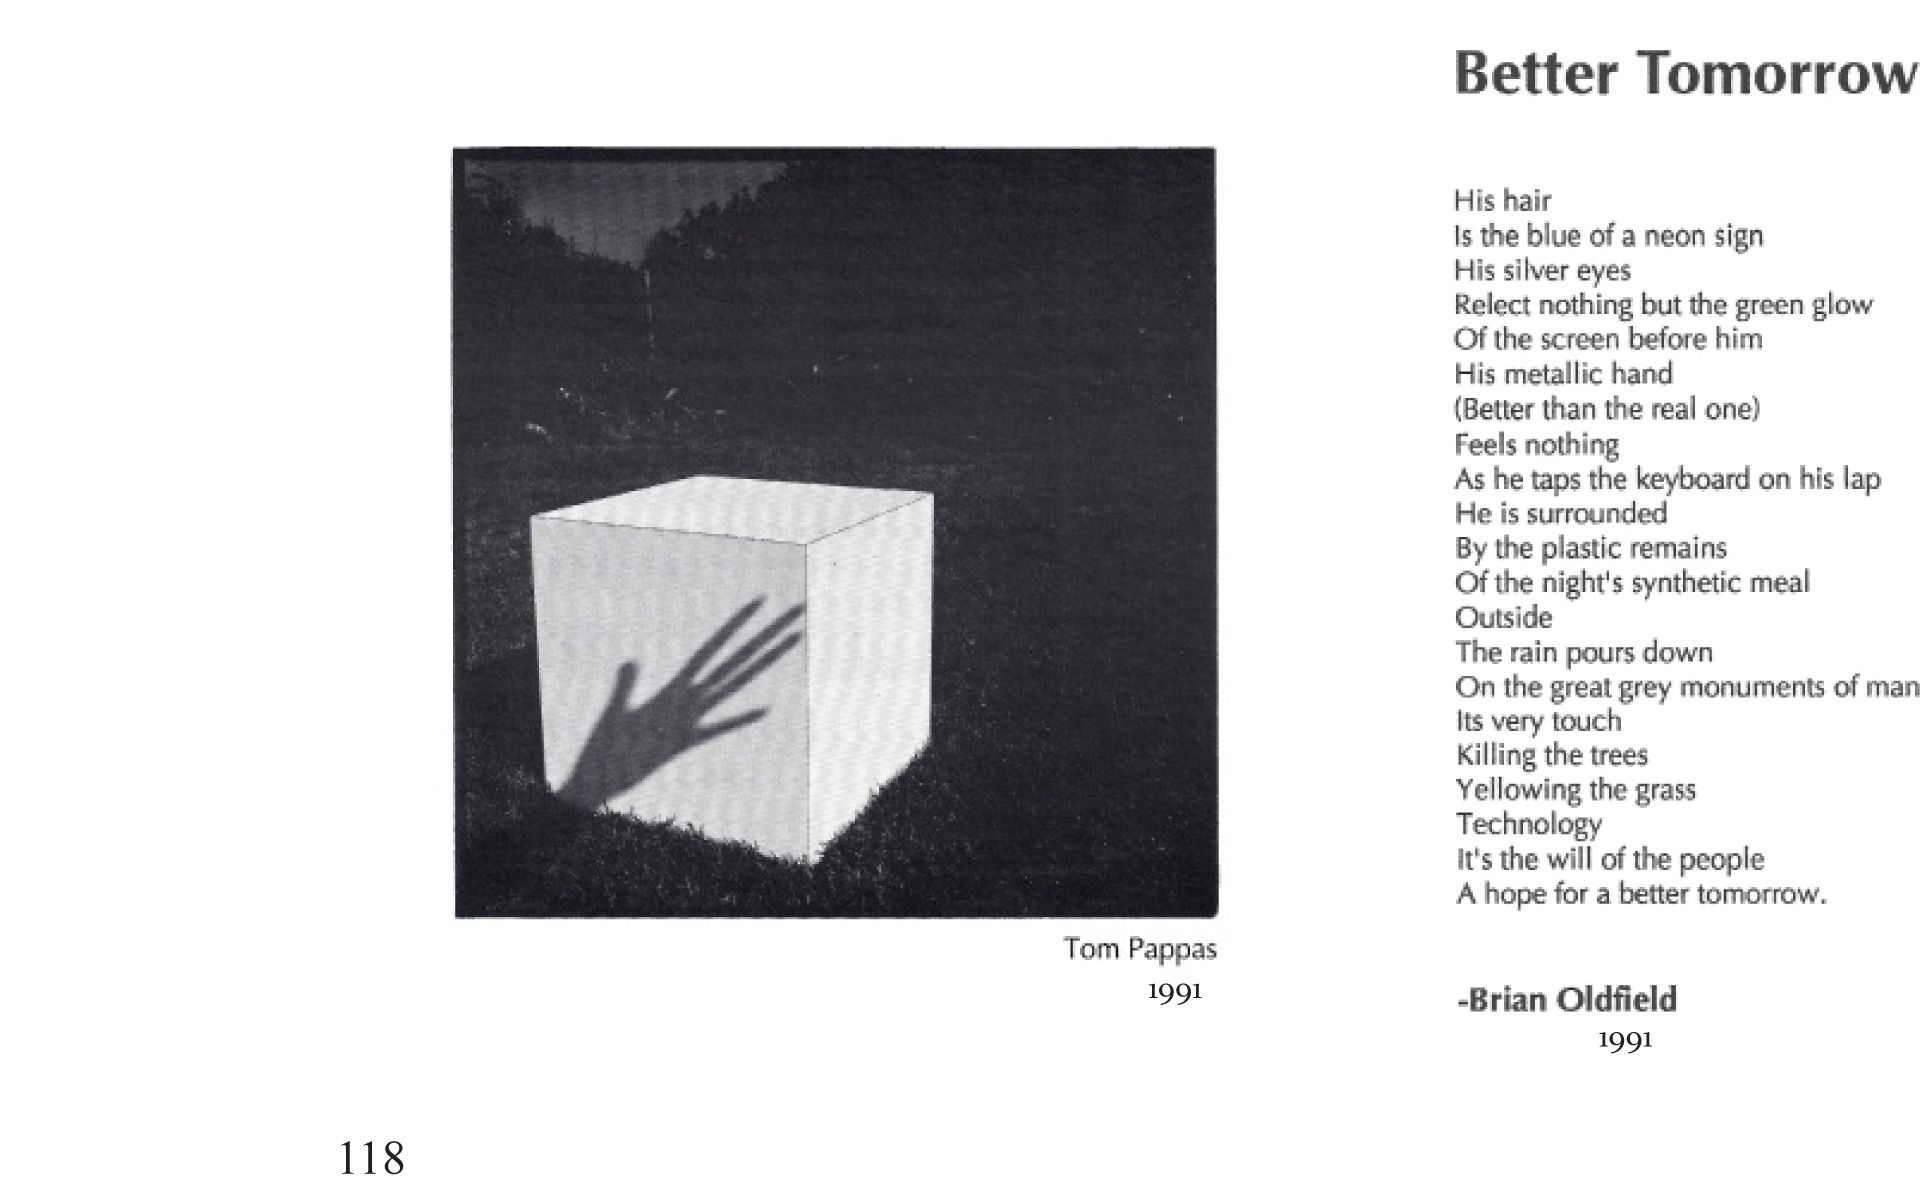 Better Tomorrow
His hair
Is the blue of a neon sign
His silver eyes
Relect nothing but the green glow
Of the screen before him
His metallic hand
(Better than the real one)
Feels nothing
As he taps the keyboard on his lap
He is surrounded
By the plastic remains
Of the night's synthetic meal
Outside
The rain pours down
On the great grey monuments of man
Its very touch
Killing the trees
Yellowing the grass
Technology
It's the will of the people
A hope for a better tomorrow.
-Brian Oldfield
1991
Tom Pappas
1991
118